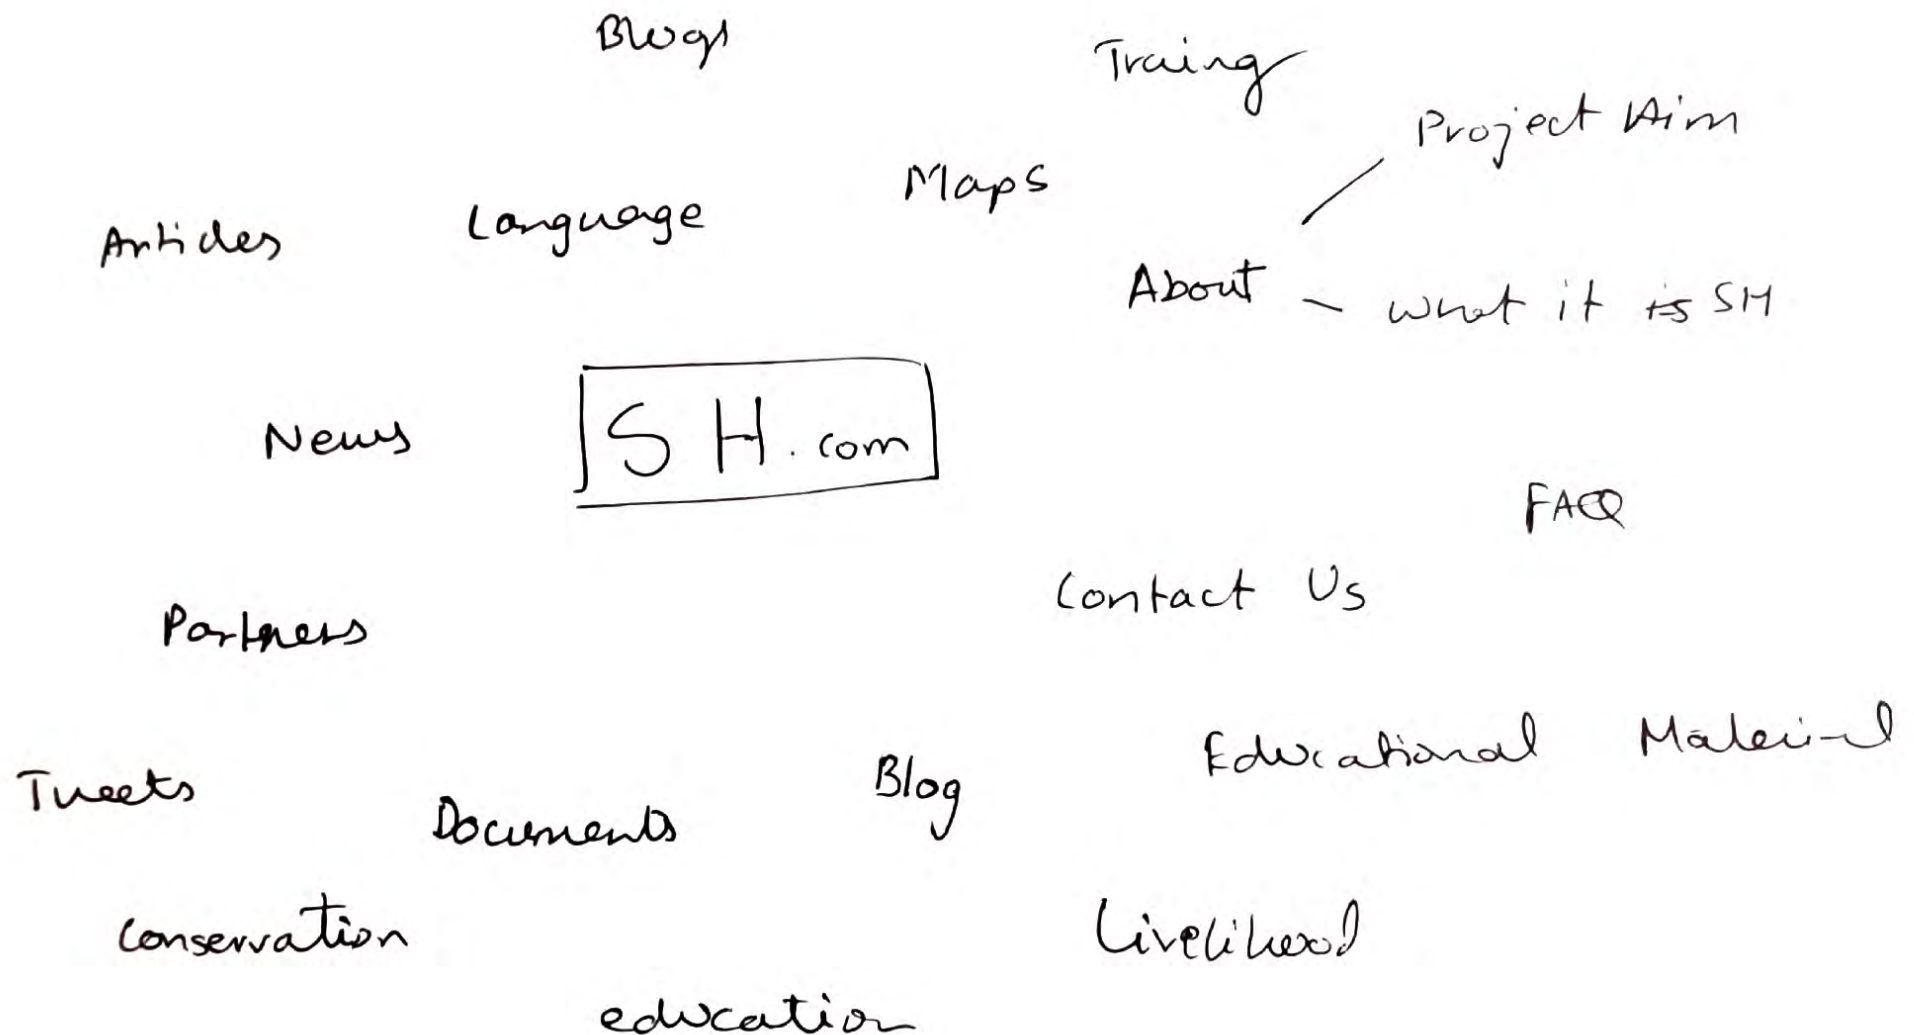 Blogs
Traing
Project Aim
Maps
Language
Articles
About
what it is SH
News
SH.com
FAQ
Contact Us
Partners
Educational Material
Tweets
Blog
Documents
Conservation
Livelihood
education